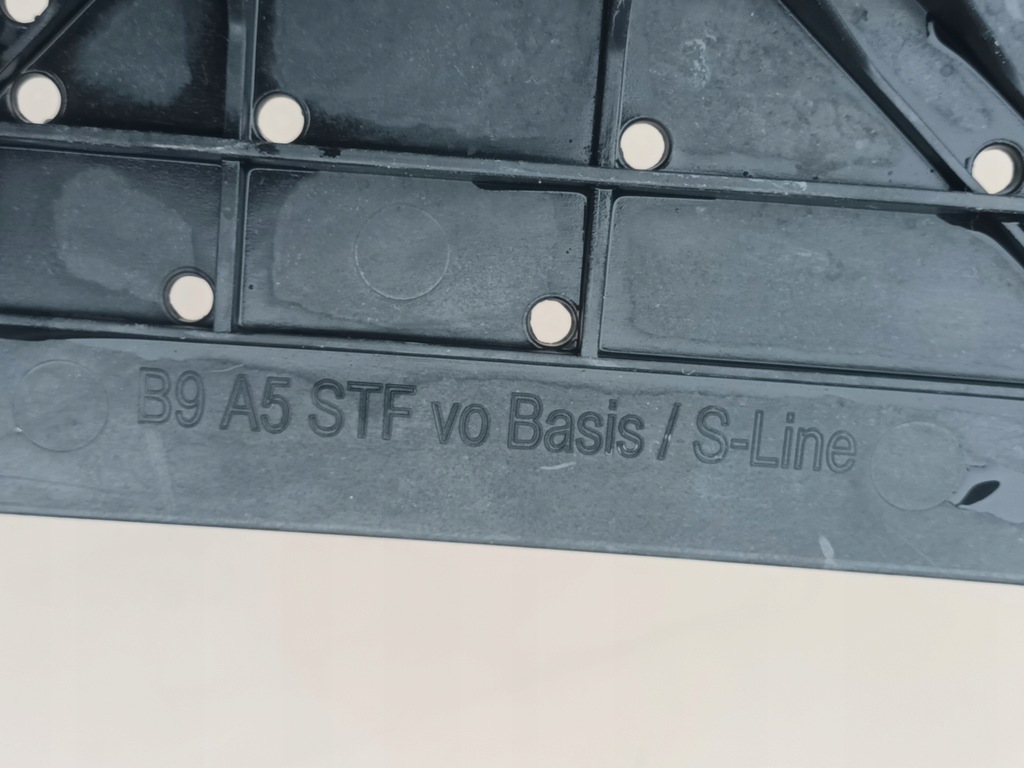 B9 A5 STF vo Basis / S-Line